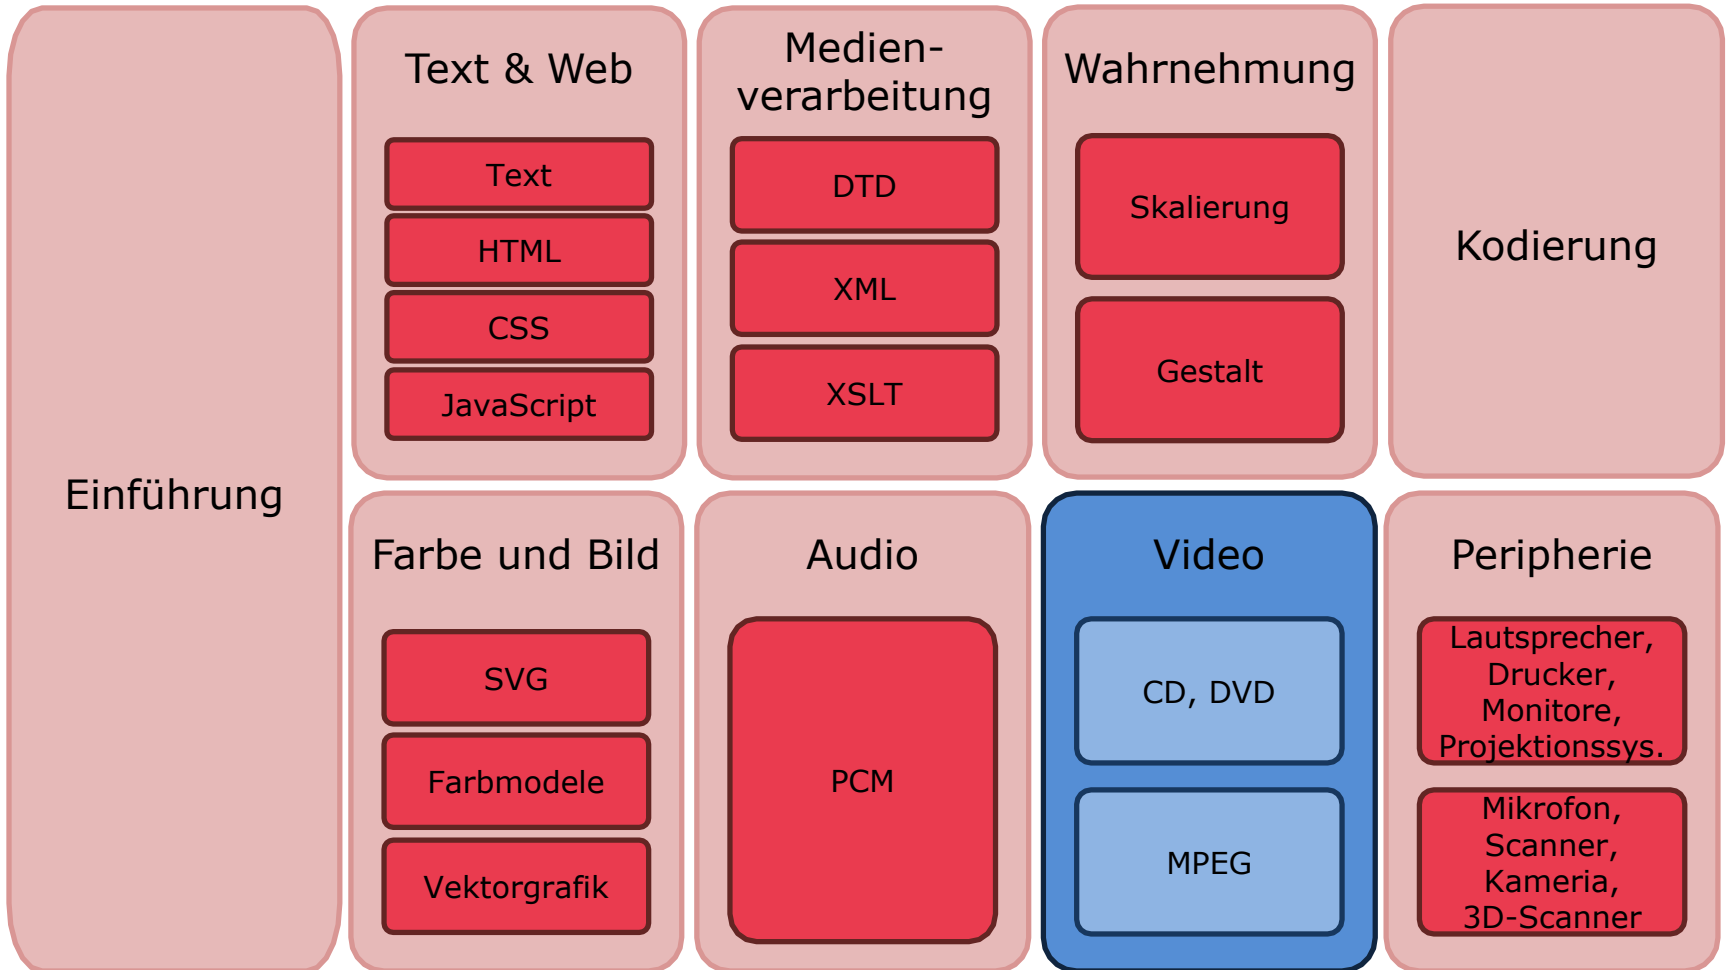 Einführung
Text & Web
Text
HTML
CSS
JavaScript
Medien-
verarbeitung
DTD
XML
XSLT
Wahrnehmung
Skalierung
Gestalt
Kodierung
Farbe und Bild
SVG
Farbmodele
Vektorgrafik
Audio
PCM
Video
CD, DVD
MPEG
Peripherie
Lautsprecher,
Drucker,
Monitore,
Projektionssys.
Mikrofon,
Scanner,
Kameria,
3D-Scanner